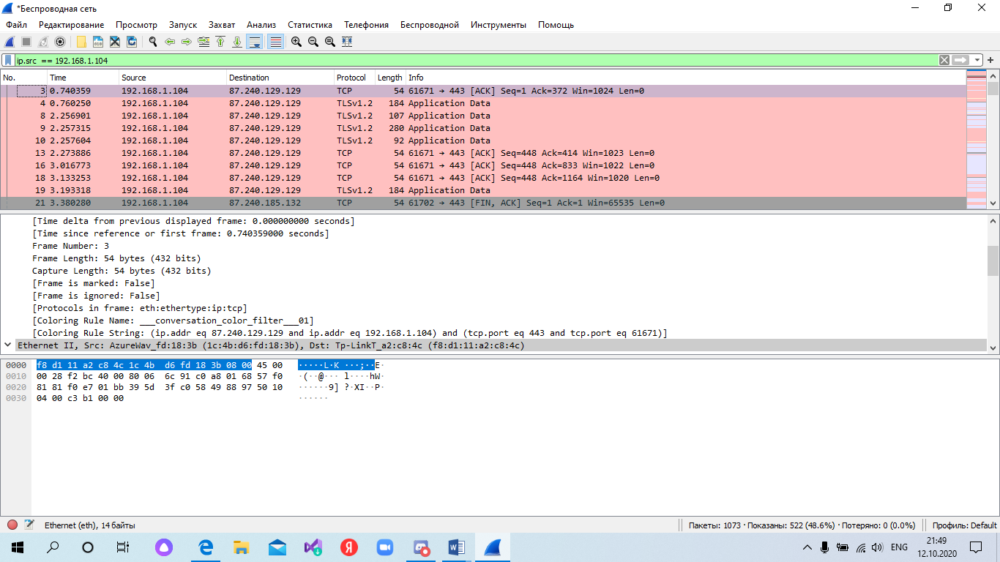 *Беспроводная сеть
Файл Редактирование Просмотр Запуск Захват Анализ Статистика Телефония Беспроводной Инструменты Помощь
ip.src == 192.168.1.104
No. Time Source Destination Protocol Length Info
3 0.740359 192.168.1.104 87.240.129.129 TCP 54 61671 → 443 [ACK] Seq=1 Ack=372 Win=1024 Len=0
4 0.760250 192.168.1.104 87.240.129.129 TLSv1.2 184 Application Data
8 2.256901 192.168.1.104 87.240.129.129 TLSv1.2 107 Application Data
9 2.257315 192.168.1.104 87.240.129.129 TLSv1.2 280 Application Data
10 2.257604 192.168.1.104 87.240.129.129 TLSv1.2 92 Application Data
13 2.273886 192.168.1.104 87.240.129.129 TCP 54 61671 → 443 [ACK] Seq=448 Ack=414 Win=1023 Len=0
16 3.016773 192.168.1.104 87.240.129.129 TCP 54 61671 → 443 [ACK] Seq=448 Ack=833 Win=1022 Len=0
18 3.133253 192.168.1.104 87.240.129.129 TCP 54 61671 → 443 [ACK] Seq=448 Ack=1164 Win=1020 Len=0
19 3.193318 192.168.1.104 87.240.129.129 TLSv1.2 184 Application Data
21 3.380280 192.168.1.104 87.240.185.132 TCP 54 61702 → 443 [FIN, ACK] Seq=1 Ack=1 Win=65535 Len=0
[Time delta from previous displayed frame: 0.000000000 seconds]
[Time since reference or first frame: 0.740359000 seconds]
Frame Number: 3
Frame Length: 54 bytes (432 bits)
Capture Length: 54 bytes (432 bits)
[Frame is marked: False]
[Frame is ignored: False]
[Protocols in frame: eth:ethertype:ip:tcp]
[Coloring Rule Name: ___conversation_color_filter___01]
[Coloring Rule String: (ip.addr eq 87.240.129.129 and ip.addr eq 192.168.1.104) and (tcp.port eq 443 and tcp.port eq 61671)]
Ethernet II, Src: AzureWav_fd:18:3b (1c:4b:d6:fd:18:3b), Dst: Tp-LinkT_a2:c8:4c (f8:d1:11:a2:c8:4c)
0000 f8 d1 11 a2 c8 4c 1c 4b d6 fd 18 3b 08 00 45 00 ·····L·K ···;··E·
0010 00 28 f2 bc 40 00 80 06 6c 91 c0 a8 01 68 57 f0 ·(··@··· l····hW·
0020 81 81 f0 e7 01 bb 39 5d 3f c0 58 49 88 97 50 10 ······9] ?·XI··P·
0030 04 00 c3 b1 00 00 ······
Ethernet (eth), 14 байты Пакеты: 1073 · Показаны: 522 (48.6%) · Потеряно: 0 (0.0%) Профиль: Default
ENG 21:49
12.10.2020